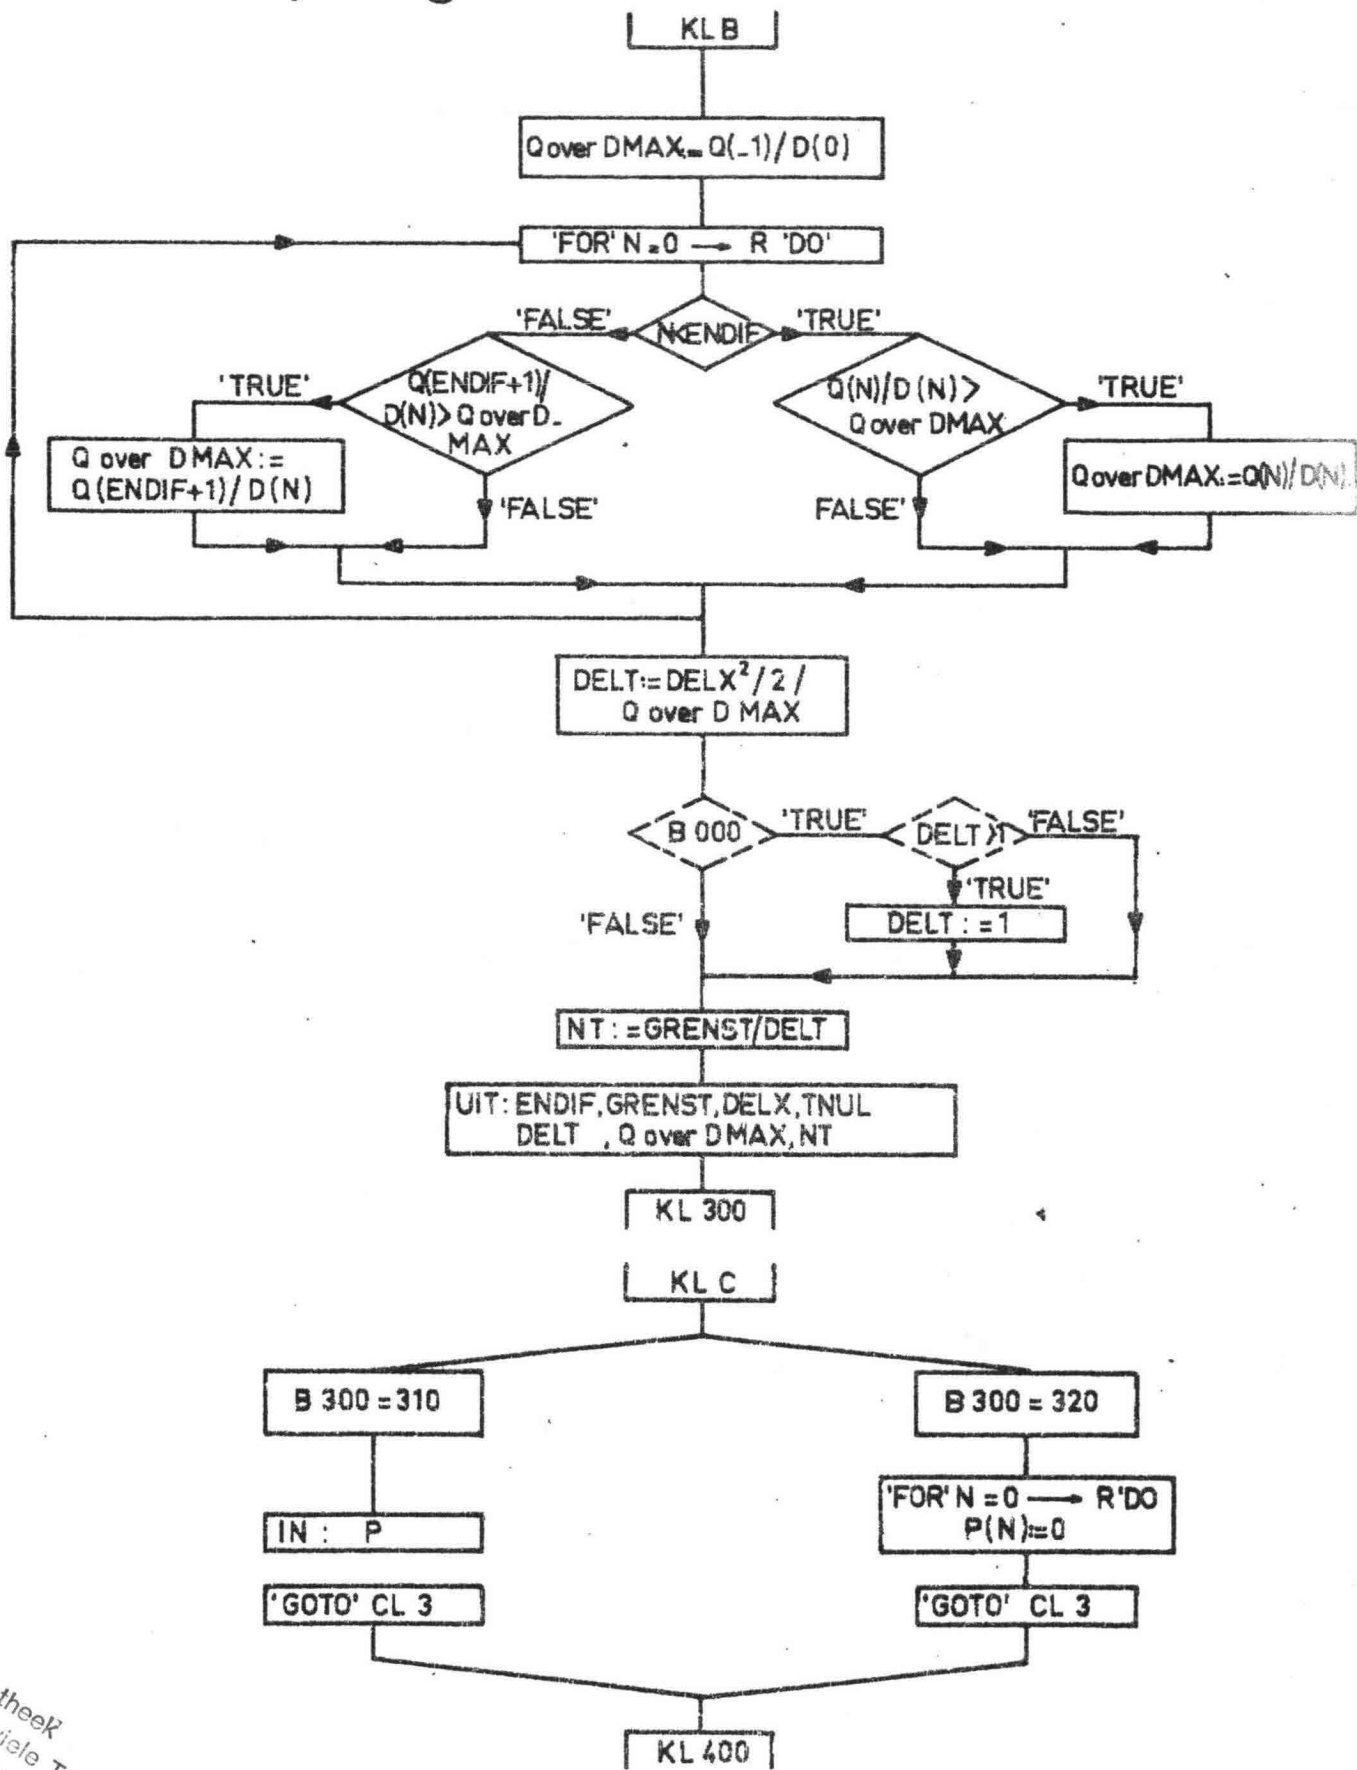 KL B
Q over DMAX:=Q(-1)/D(0)
'FOR' N=0 → R 'DO'
'FALSE'
N<ENDIF
'TRUE'
'TRUE'
Q(ENDIF+1)/
D(N)>Q over D-
MAX
Q(N)/D(N)>
Q over DMAX
'TRUE'
Q over DMAX:=
Q(ENDIF+1)/D(N)
Q over DMAX:=Q(N)/D(N)
'FALSE'
FALSE'
DELT:=DELX²/2/
Q over D MAX
B 000
'TRUE'
DELT>1
'FALSE'
'TRUE'
'FALSE'
DELT:=1
NT:=GRENST/DELT
UIT: ENDIF,GRENST,DELX,TNUL
DELT ,Q over DMAX,NT
KL 300
KL C
B 300=310
B 300=320
'FOR' N=0 → R'DO
P(N):=0
IN: P
'GOTO' CL 3
'GOTO' CL 3
KL 400
theek